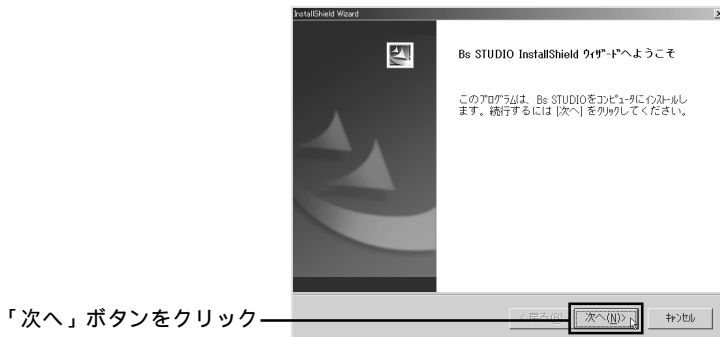 InstallShield Wizard
Bs STUDIO InstallShield ｳｨｻﾞｰﾄﾞへようこそ
このﾌﾟﾛｸﾞﾗﾑは、Bs STUDIOをｺﾝﾋﾟｭｰﾀにｲﾝｽﾄｰﾙし
ます。続行するには [次へ] をｸﾘｯｸしてください。
「次へ」ボタンをクリック
< 戻る(B) 次へ(N)> ｷｬﾝｾﾙ